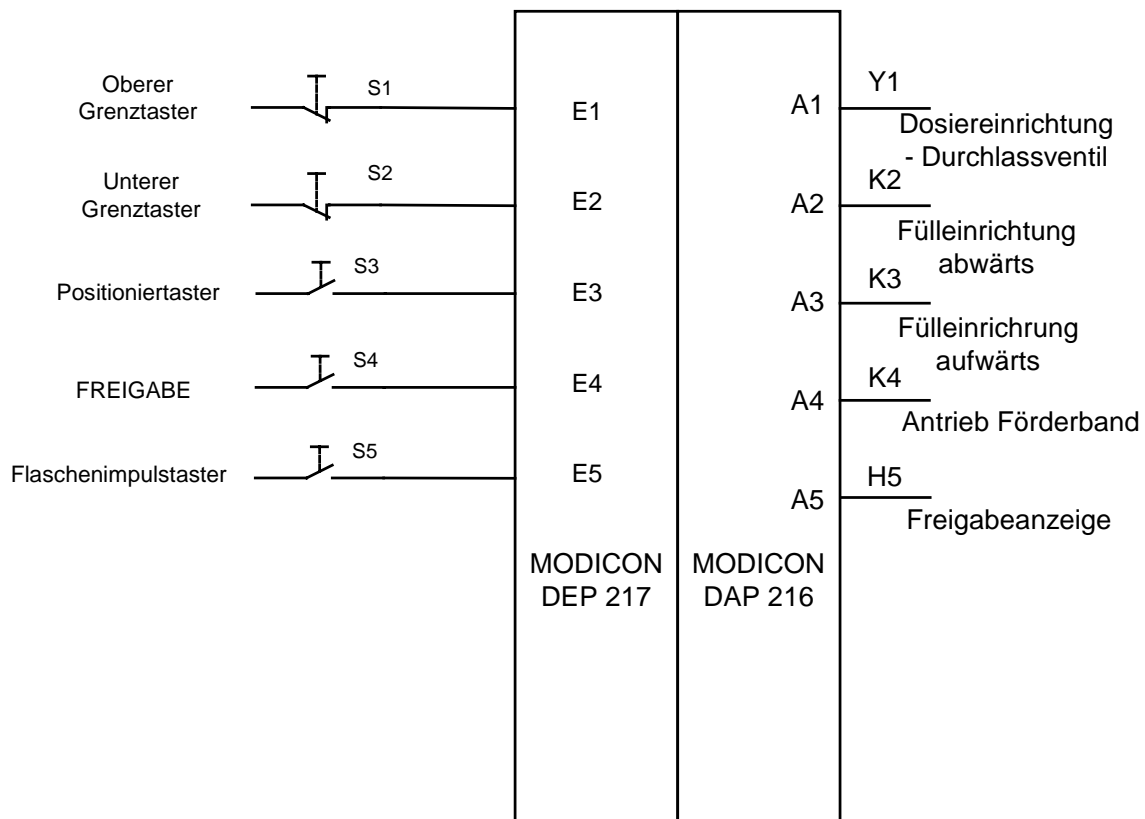 Oberer
Grenztaster
S1
E1
A1
Y1
Dosiereinrichtung
- Durchlassventil
Unterer
Grenztaster
S2
E2
A2
K2
Fülleinrichtung
abwärts
Positioniertaster
S3
E3
A3
K3
Fülleinrichrung
aufwärts
FREIGABE
S4
E4
A4
K4
Antrieb Förderband
Flaschenimpulstaster
S5
E5
A5
H5
Freigabeanzeige
MODICON
DEP 217
MODICON
DAP 216